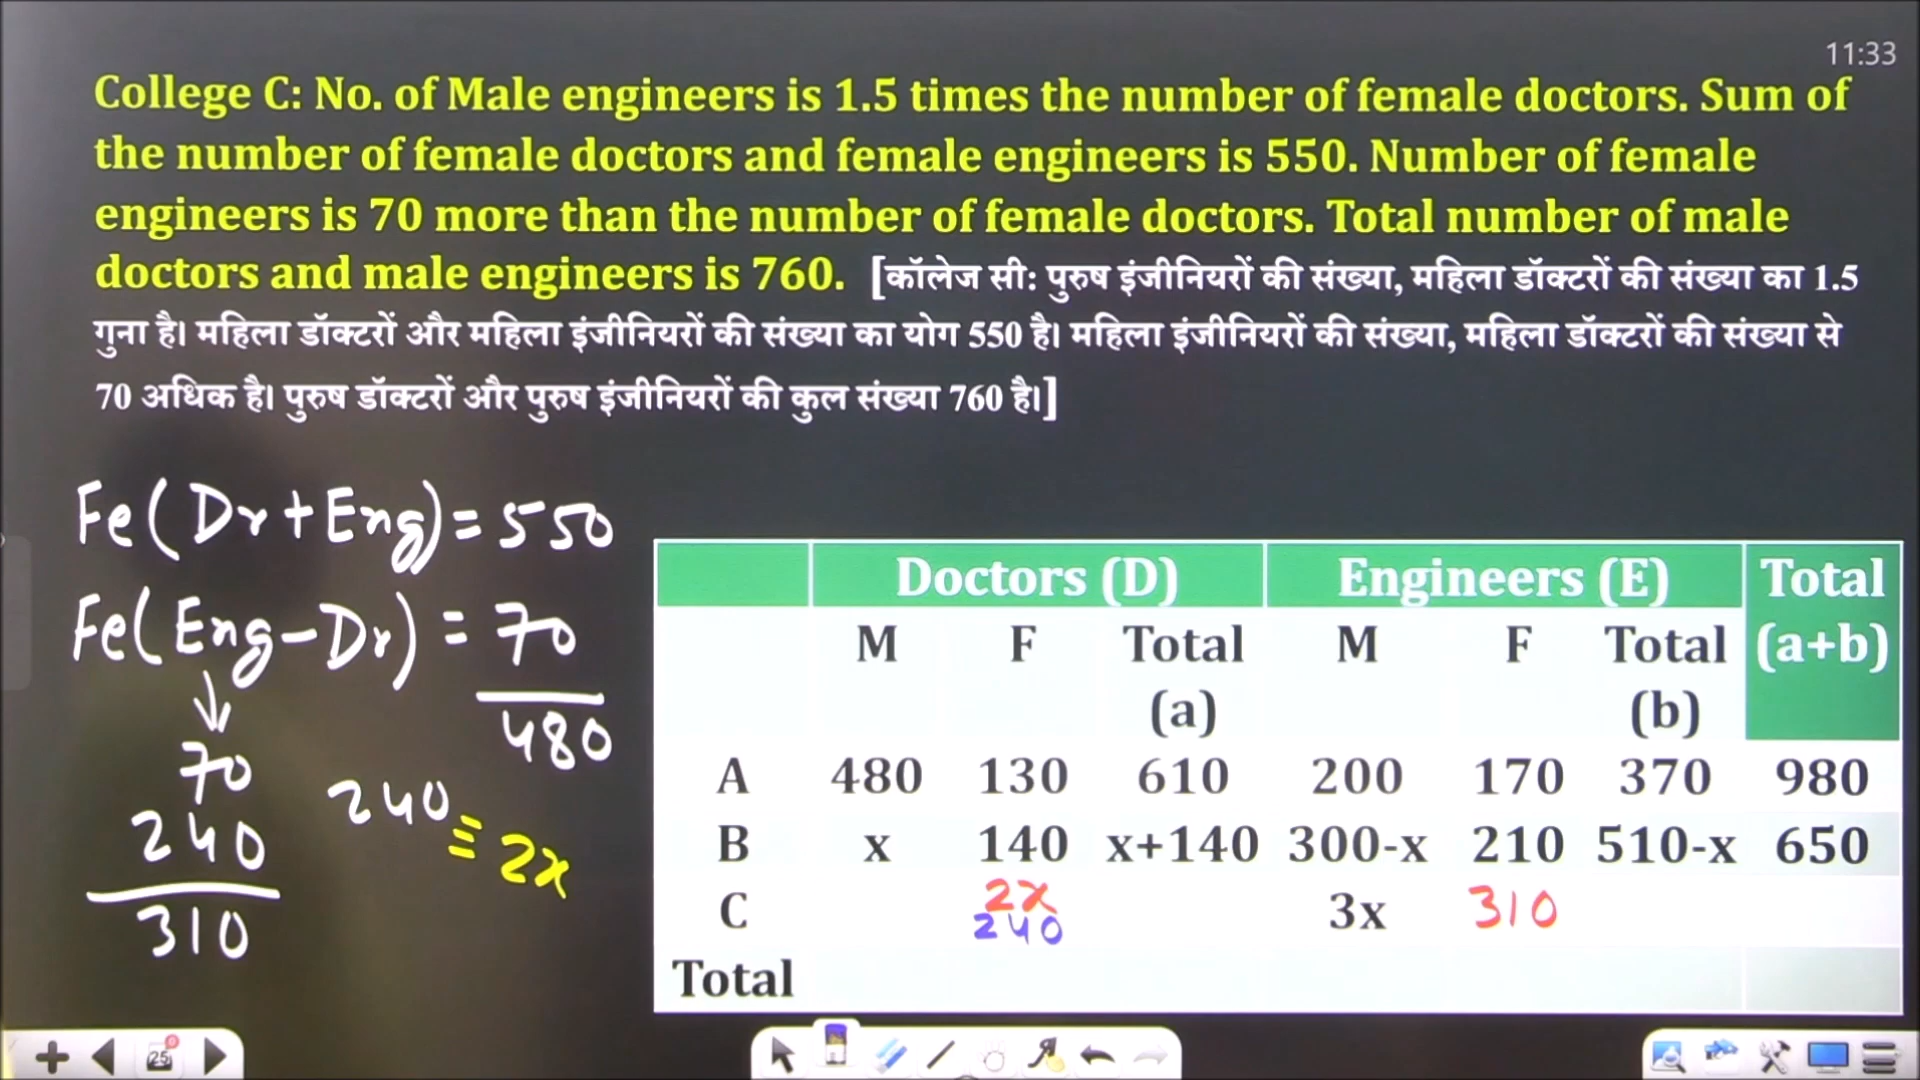 11:33
College C: No. of Male engineers is 1.5 times the number of female doctors. Sum of
the number of female doctors and female engineers is 550. Number of female
engineers is 70 more than the number of female doctors. Total number of male
doctors and male engineers is 760. [कॉलेज सी: पुरुष इंजीनियरों की संख्या, महिला डॉक्टरों की संख्या का 1.5
गुना है। महिला डॉक्टरों और महिला इंजीनियरों की संख्या का योग 550 है। महिला इंजीनियरों की संख्या, महिला डॉक्टरों की संख्या से
70 अधिक है। पुरुष डॉक्टरों और पुरुष इंजीनियरों की कुल संख्या 760 है।]
Fe(Dr+Eng)=550
Fe(Eng-Dr)=70
480
70
240
310
240 ≡ 2x
Doctors (D) Engineers (E) Total
M F Total M F Total (a+b)
(a) (b)
A 480 130 610 200 170 370 980
B x 140 x+140 300-x 210 510-x 650
2x
C 240 3x 310
Total
25